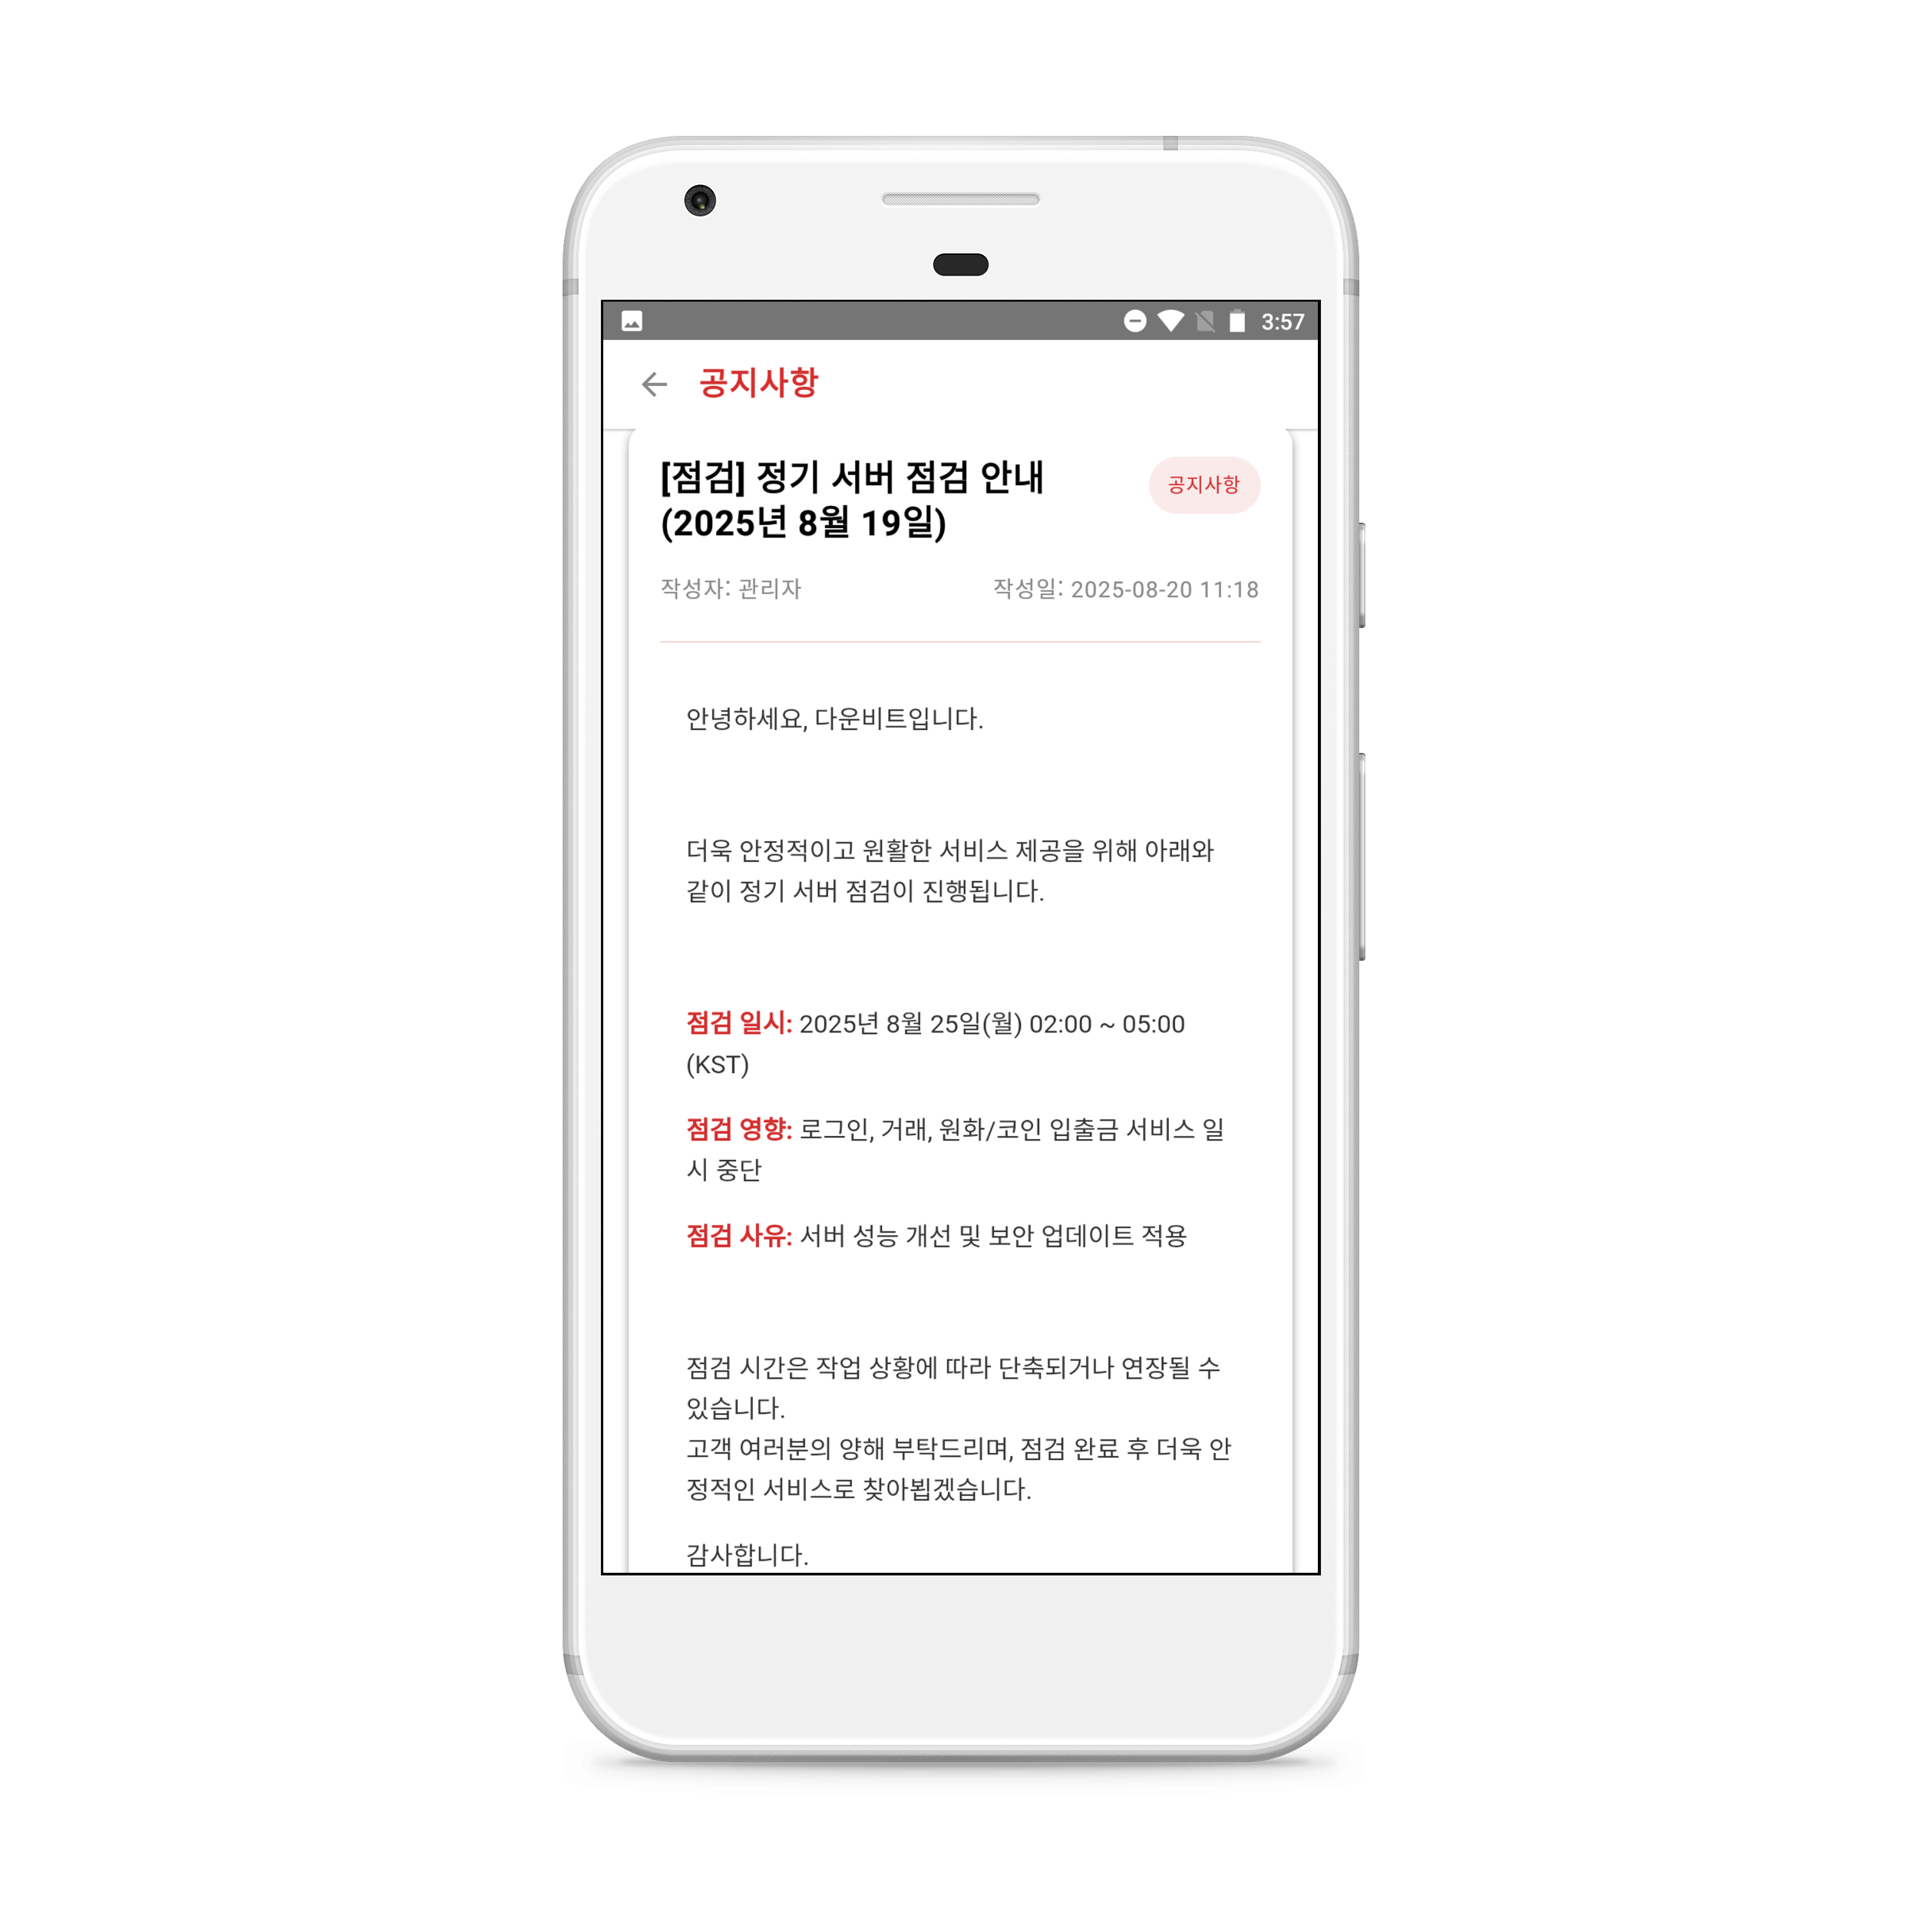 3:57
공지사항
[점검] 정기 서버 점검 안내
(2025년 8월 19일)
공지사항
작성자: 관리자
작성일: 2025-08-20 11:18
안녕하세요, 다운비트입니다.
더욱 안정적이고 원활한 서비스 제공을 위해 아래와
같이 정기 서버 점검이 진행됩니다.
점검 일시: 2025년 8월 25일(월) 02:00 ~ 05:00
(KST)
점검 영향: 로그인, 거래, 원화/코인 입출금 서비스 일
시 중단
점검 사유: 서버 성능 개선 및 보안 업데이트 적용
점검 시간은 작업 상황에 따라 단축되거나 연장될 수
있습니다.
고객 여러분의 양해 부탁드리며, 점검 완료 후 더욱 안
정적인 서비스로 찾아뵙겠습니다.
감사합니다.